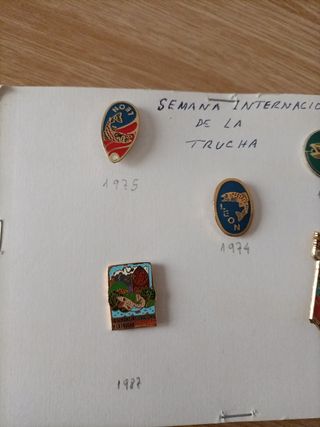 SEMANA INTERNACIO
DE LA
TRUCHA
LEON
1975
LEON
1974
1987